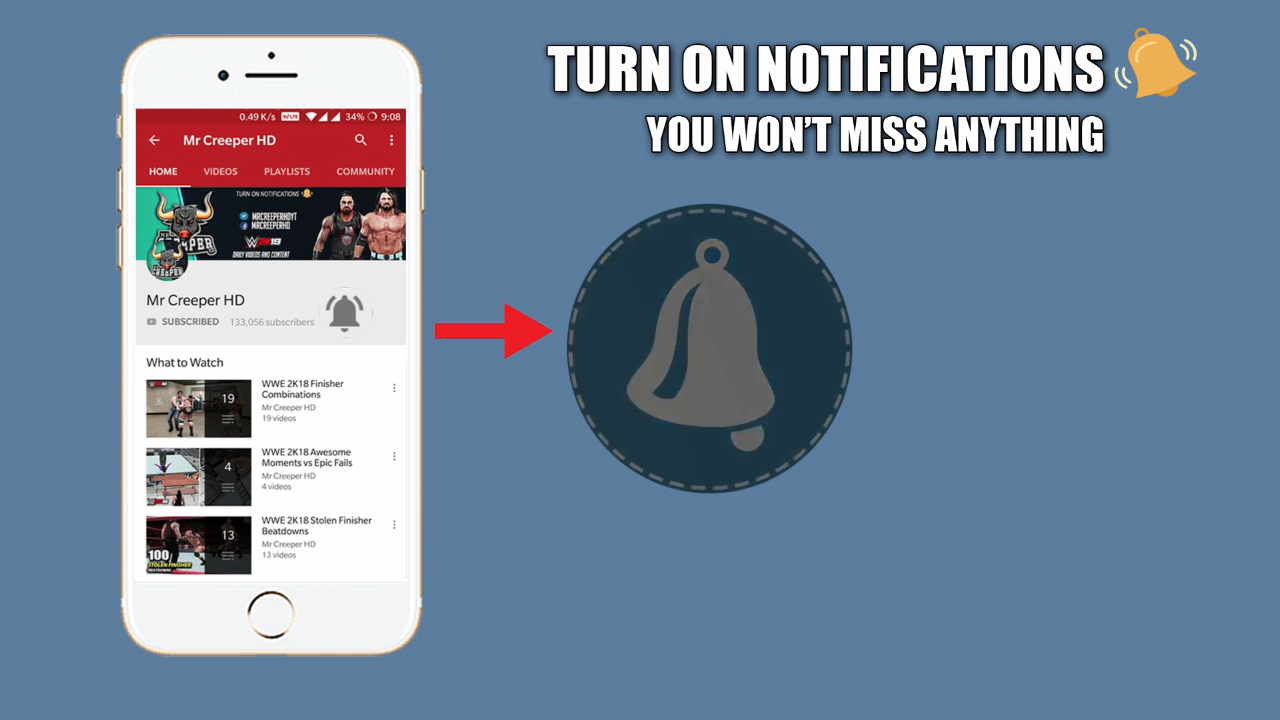 TURN ON NOTIFICATIONS
YOU WON'T MISS ANYTHING
0.49 K/s VoLTE 34% 9:08
Mr Creeper HD
HOME VIDEOS PLAYLISTS COMMUNITY
TURN ON NOTIFICATIONS
MRCREEPERHDYT
MRCREEPERHD
W2K19
DAILY VIDEOS AND CONTENT
Mr Creeper HD
SUBSCRIBED 133,056 subscribers
What to Watch
19
WWE 2K18 Finisher
Combinations
Mr Creeper HD
19 videos
4
WWE 2K18 Awesome
Moments vs Epic Fails
Mr Creeper HD
4 videos
13
100
STOLEN FINISHER
BEATDOWNS
WWE 2K18 Stolen Finisher
Beatdowns
Mr Creeper HD
13 videos